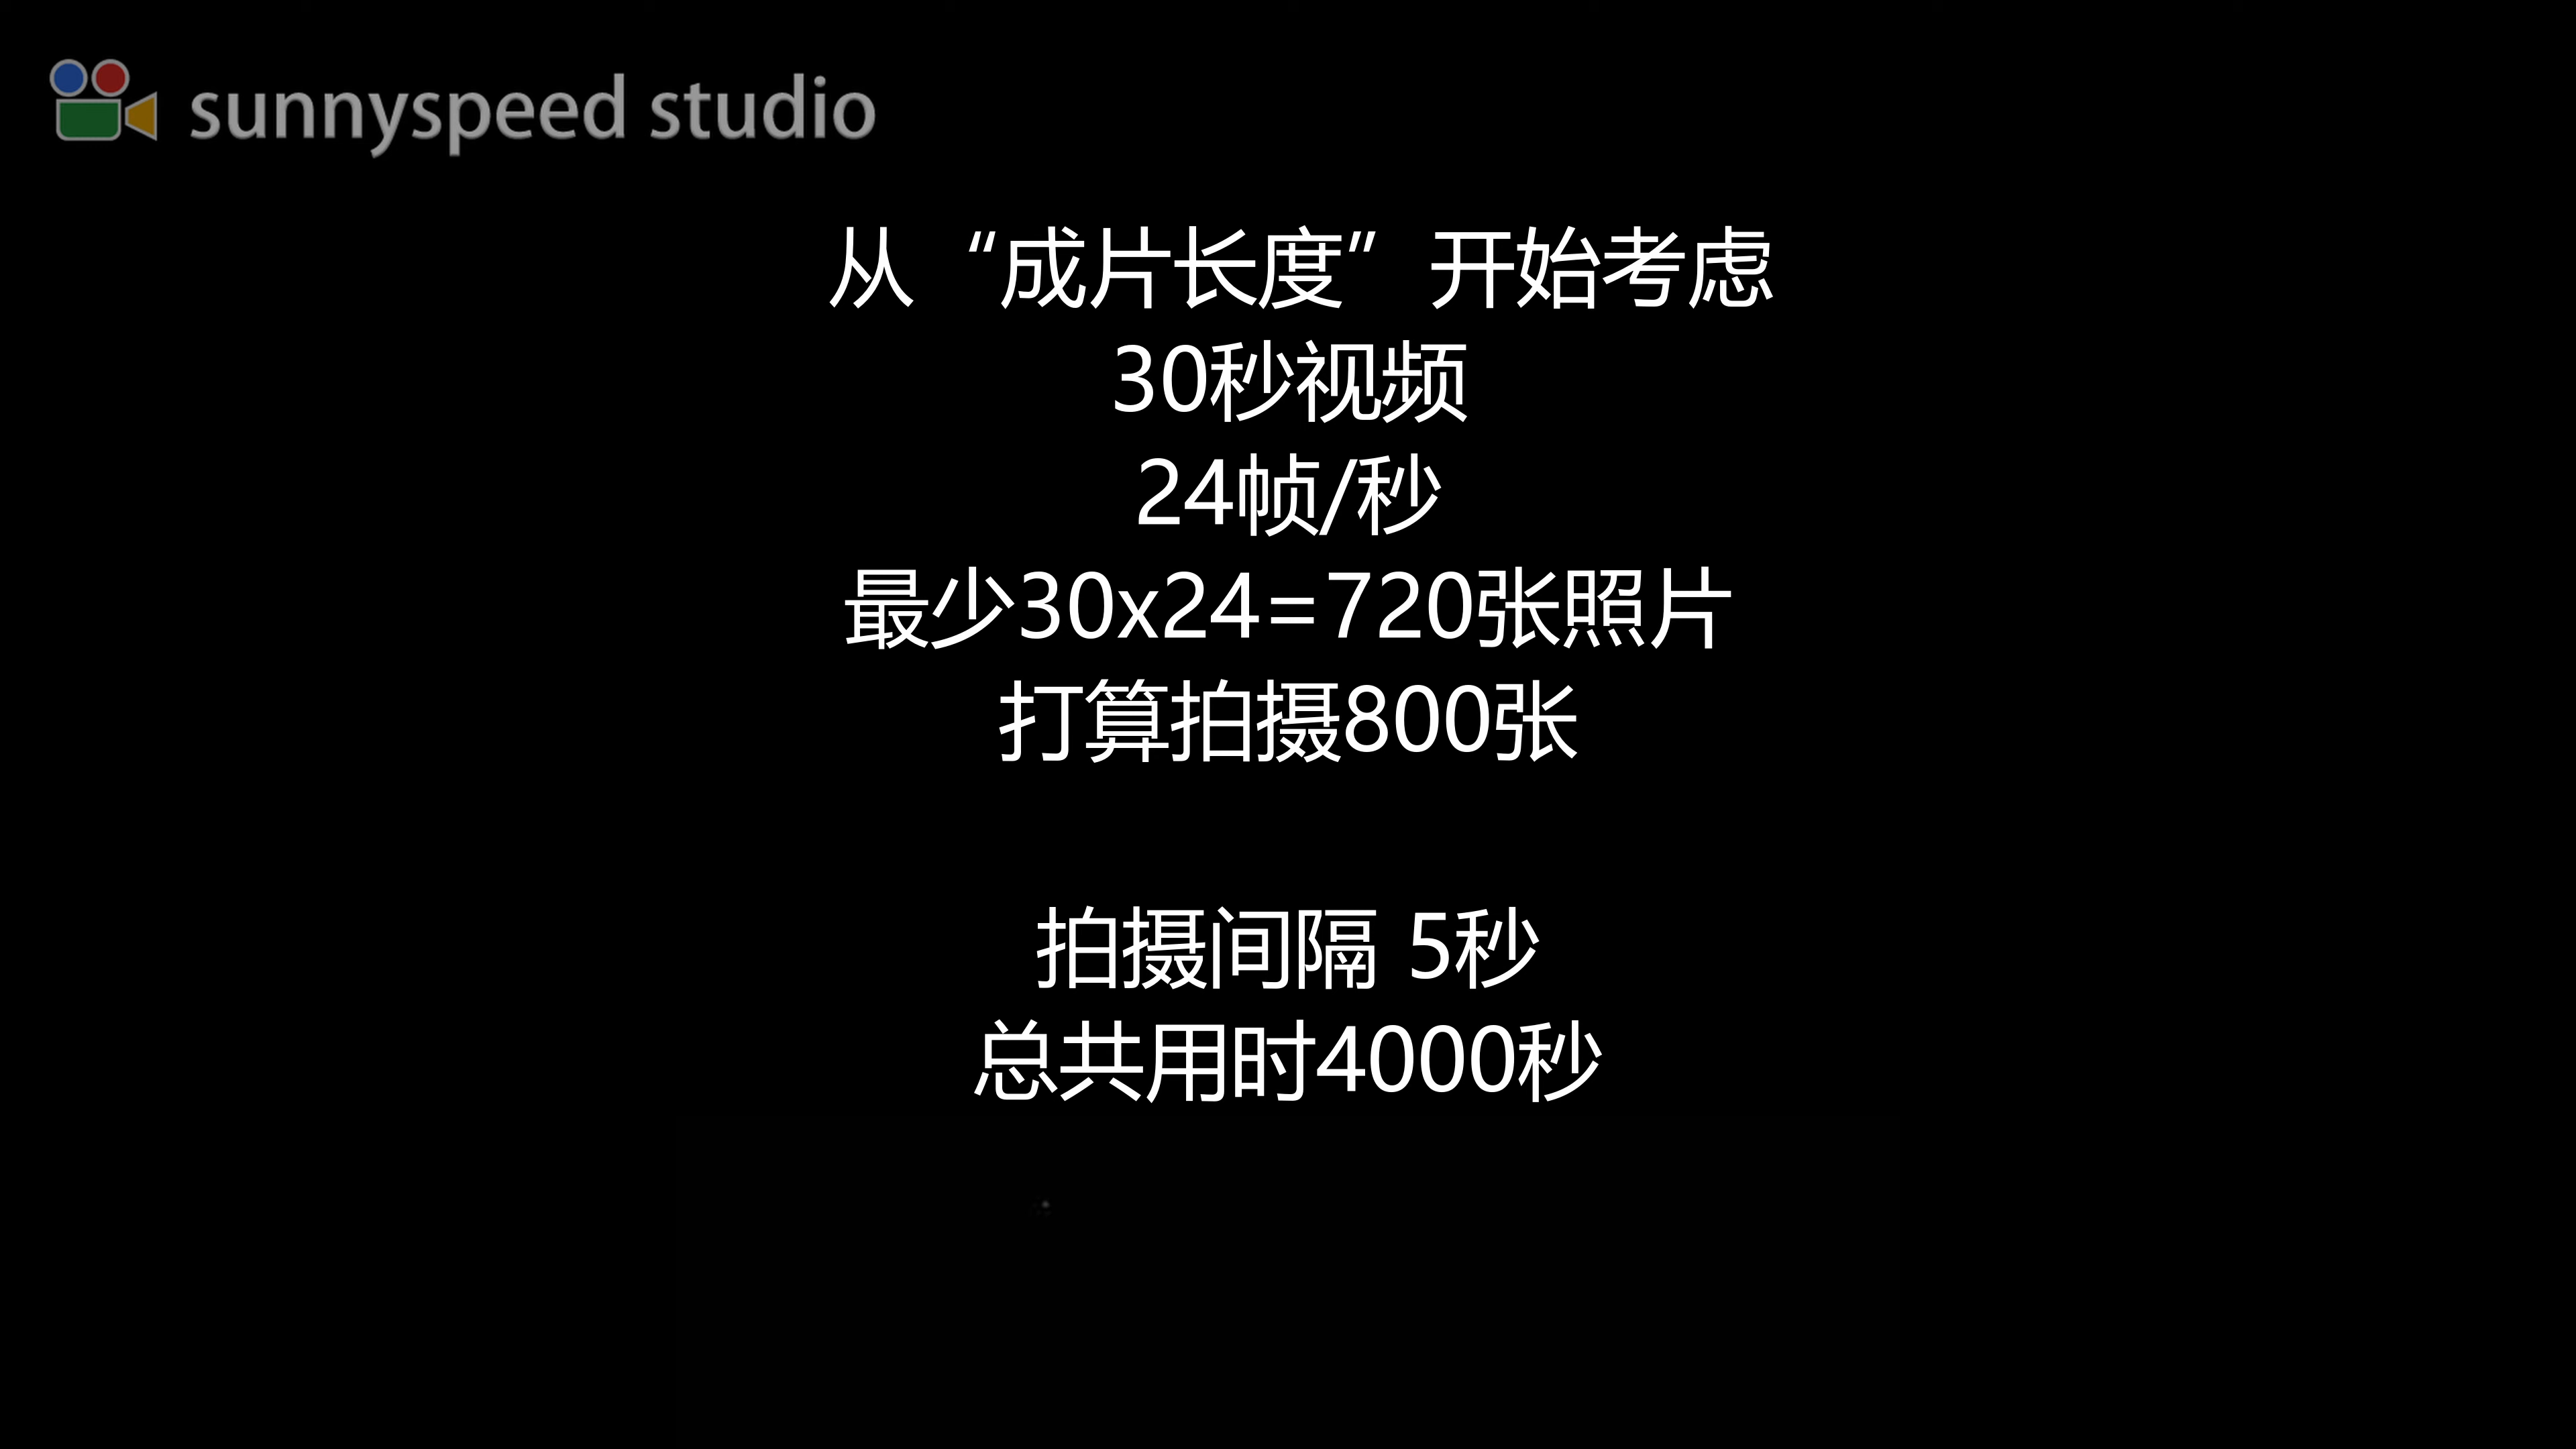 sunnyspeed studio
从“成片长度”开始考虑
30秒视频
24帧/秒
最少30x24=720张照片
打算拍摄800张
拍摄间隔 5秒
总共用时4000秒